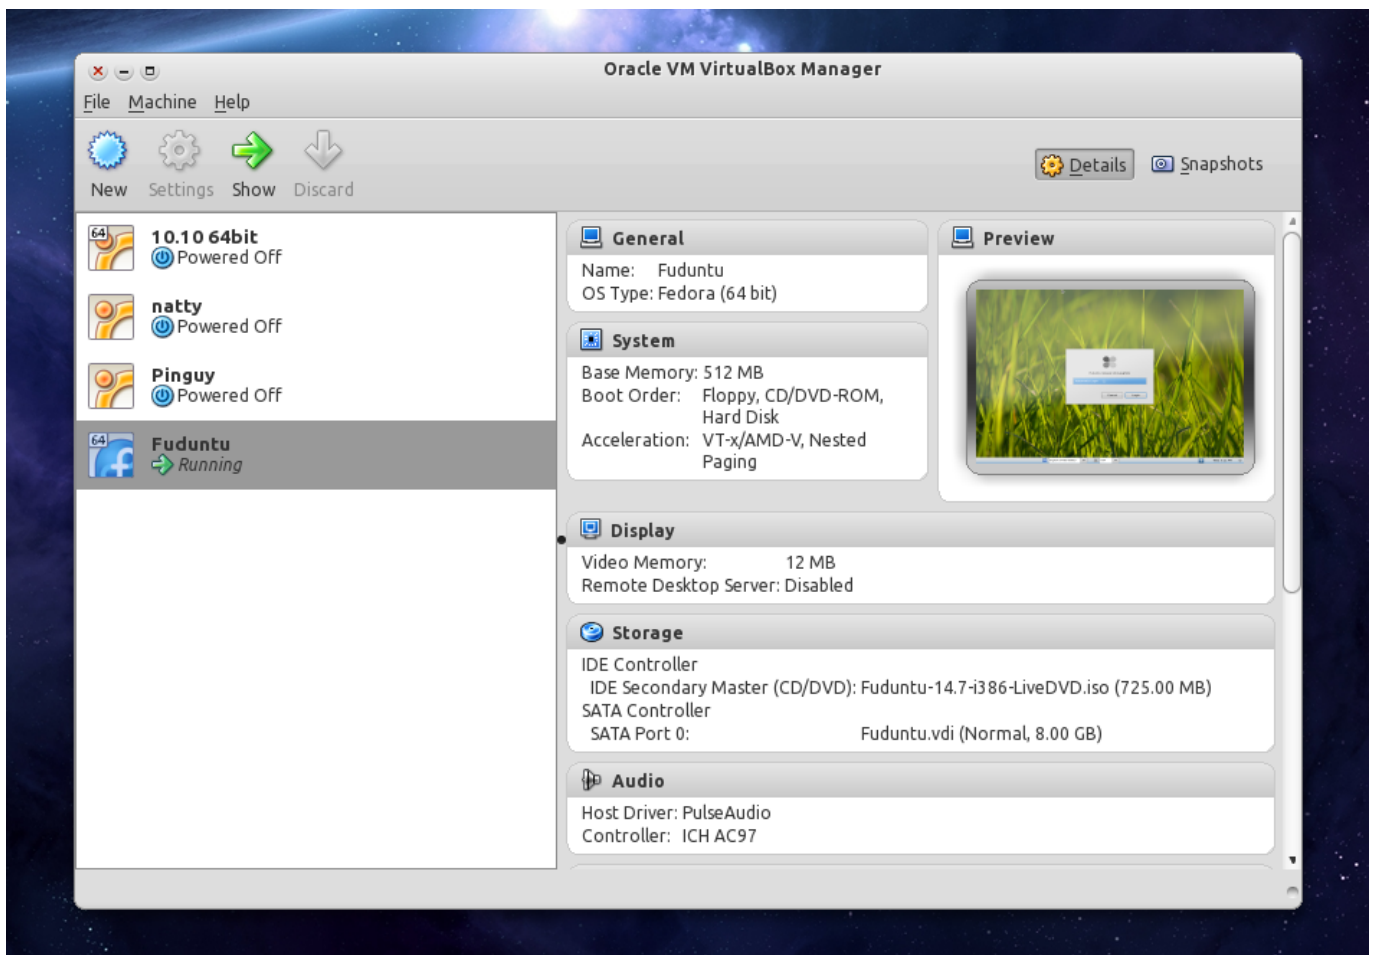 Oracle VM VirtualBox Manager
File Machine Help
New Settings Show Discard
Details Snapshots
64
10.10 64bit
Powered Off
natty
Powered Off
Pinguy
Powered Off
64
Fuduntu
Running
General
Name: Fuduntu
OS Type: Fedora (64 bit)
Preview
System
Base Memory: 512 MB
Boot Order: Floppy, CD/DVD-ROM,
Hard Disk
Acceleration: VT-x/AMD-V, Nested
Paging
Display
Video Memory: 12 MB
Remote Desktop Server: Disabled
Storage
IDE Controller
IDE Secondary Master (CD/DVD): Fuduntu-14.7-i386-LiveDVD.iso (725.00 MB)
SATA Controller
SATA Port 0: Fuduntu.vdi (Normal, 8.00 GB)
Audio
Host Driver: PulseAudio
Controller: ICH AC97